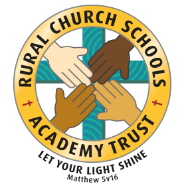 RURAL CHURCH SCHOOLS
ACADEMY TRUST
LET YOUR LIGHT SHINE
Matthew 5v16